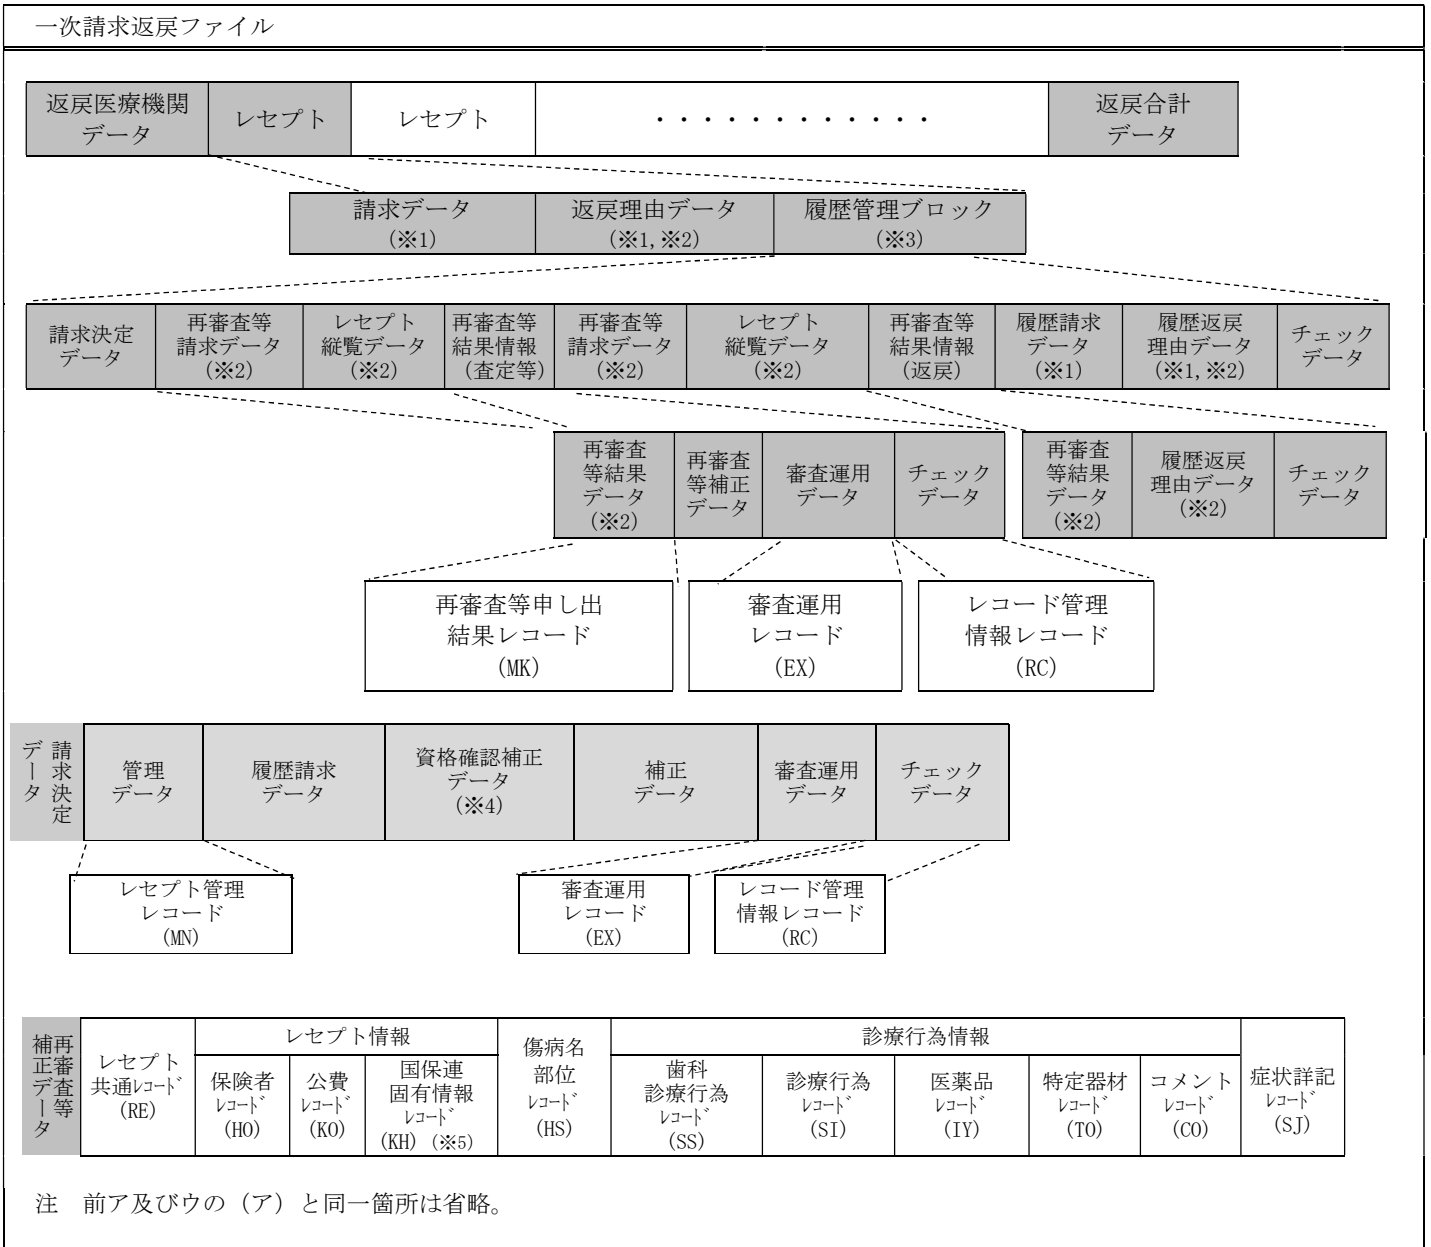 一次請求返戻ファイル
返戻医療機関
データ
レセプト
レセプト
・・・・・・・・・・・・
返戻合計
データ
請求データ
(※1)
返戻理由データ
(※1,※2)
履歴管理ブロック
(※3)
請求決定
データ
再審査等
請求データ
(※2)
レセプト
縦覧データ
(※2)
再審査等
結果情報
(査定等)
再審査等
請求データ
(※2)
レセプト
縦覧データ
(※2)
再審査等
結果情報
(返戻)
履歴請求
データ
(※1)
履歴返戻
理由データ
(※1,※2)
チェック
データ
再審査
等結果
データ
(※2)
再審査
等補正
データ
審査運用
データ
チェック
データ
再審査
等結果
データ
(※2)
履歴返戻
理由データ
(※2)
チェック
データ
再審査等申し出
結果レコード
(MK)
審査運用
レコード
(EX)
レコード管理
情報レコード
(RC)
請求決定
データ
管理
データ
履歴請求
データ
資格確認補正
データ
(※4)
補正
データ
審査運用
データ
チェック
データ
レセプト管理
レコード
(MN)
審査運用
レコード
(EX)
レコード管理
情報レコード
(RC)
再審査等
補正データ
レセプト
共通ﾚｺｰﾄﾞ
(RE)
レセプト情報
保険者
ﾚｺｰﾄﾞ
(HO)
公費
ﾚｺｰﾄﾞ
(KO)
国保連
固有情報
ﾚｺｰﾄﾞ
(KH) (※5)
傷病名
部位
ﾚｺｰﾄﾞ
(HS)
診療行為情報
歯科
診療行為
ﾚｺｰﾄﾞ
(SS)
診療行為
ﾚｺｰﾄﾞ
(SI)
医薬品
ﾚｺｰﾄﾞ
(IY)
特定器材
ﾚｺｰﾄﾞ
(TO)
コメント
ﾚｺｰﾄﾞ
(CO)
症状詳記
ﾚｺｰﾄﾞ
(SJ)
注　前ア及びウの（ア）と同一箇所は省略。